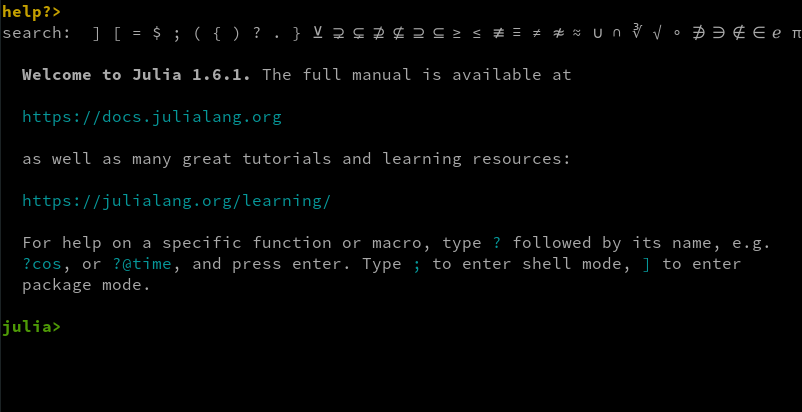 help?>
search:  ] [ = $ ; ( { ) ? . } ⊻ ⊋ ⊊ ⊉ ⊈ ⊇ ⊆ ≥ ≤ ≢ ≡ ≠ ≉ ≈ ∪ ∩ ∛ √ ∘ ∌ ∋ ∉ ∈ ℯ π
Welcome to Julia 1.6.1. The full manual is available at
https://docs.julialang.org
as well as many great tutorials and learning resources:
https://julialang.org/learning/
For help on a specific function or macro, type ? followed by its name, e.g.
?cos, or ?@time, and press enter. Type ; to enter shell mode, ] to enter
package mode.
julia>